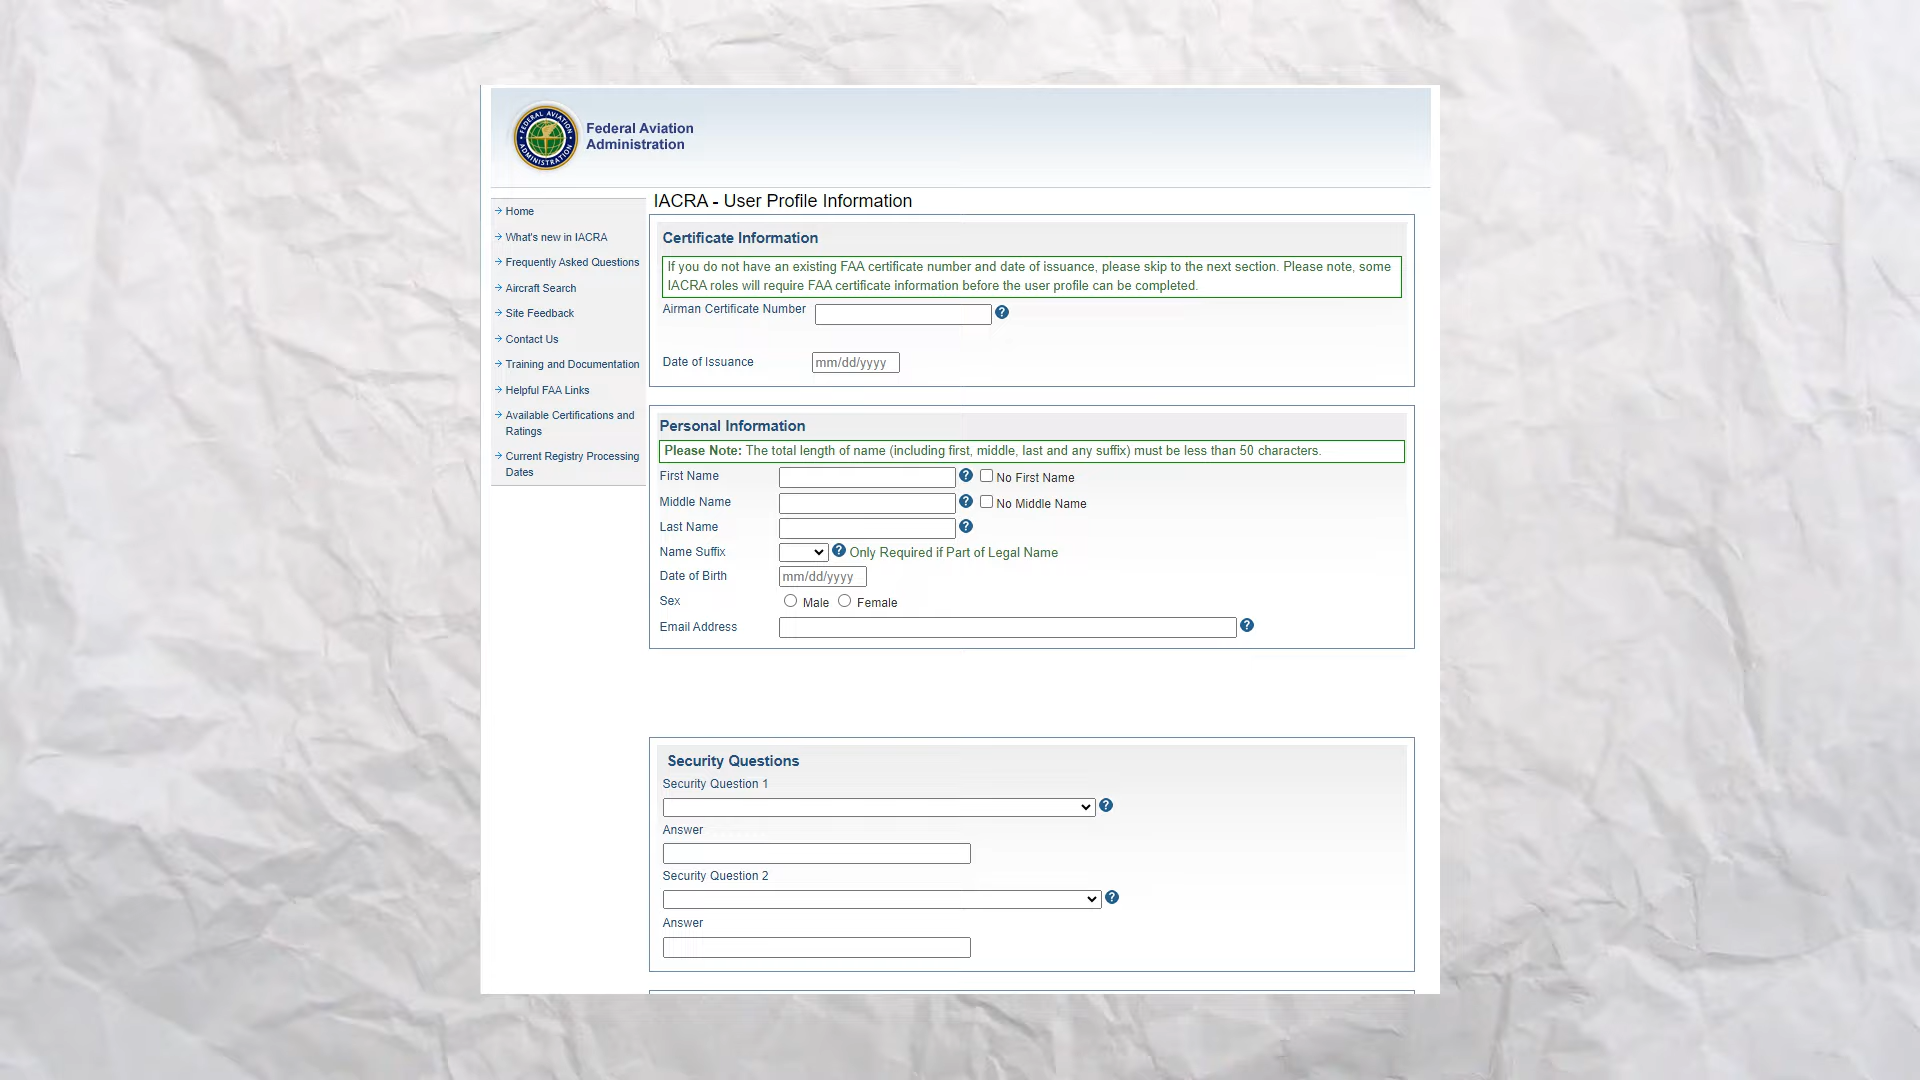 FEDERAL AVIATION
ADMINISTRATION
Federal Aviation
Administration
IACRA - User Profile Information
Home
What's new in IACRA
Frequently Asked Questions
Aircraft Search
Site Feedback
Contact Us
Training and Documentation
Helpful FAA Links
Available Certifications and
Ratings
Current Registry Processing
Dates
Certificate Information
If you do not have an existing FAA certificate number and date of issuance, please skip to the next section. Please note, some
IACRA roles will require FAA certificate information before the user profile can be completed.
Airman Certificate Number ?
Date of Issuance mm/dd/yyyy
Personal Information
Please Note: The total length of name (including first, middle, last and any suffix) must be less than 50 characters.
First Name ? No First Name
Middle Name ? No Middle Name
Last Name ?
Name Suffix ? Only Required if Part of Legal Name
Date of Birth mm/dd/yyyy
Sex Male Female
Email Address ?
Security Questions
Security Question 1
?
Answer
Security Question 2
?
Answer